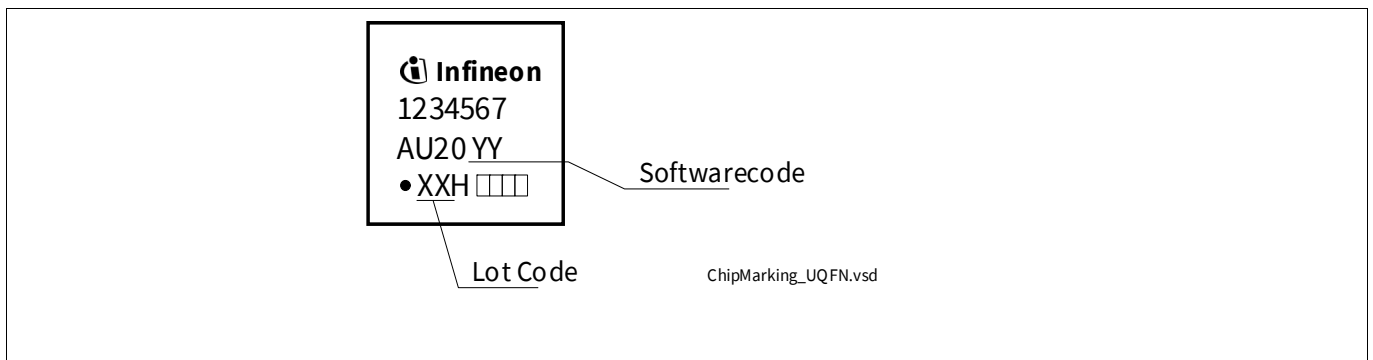 Infineon
1234567
AU20 YY
•XXH
Softwarecode
Lot Code
ChipMarking_UQFN.vsd